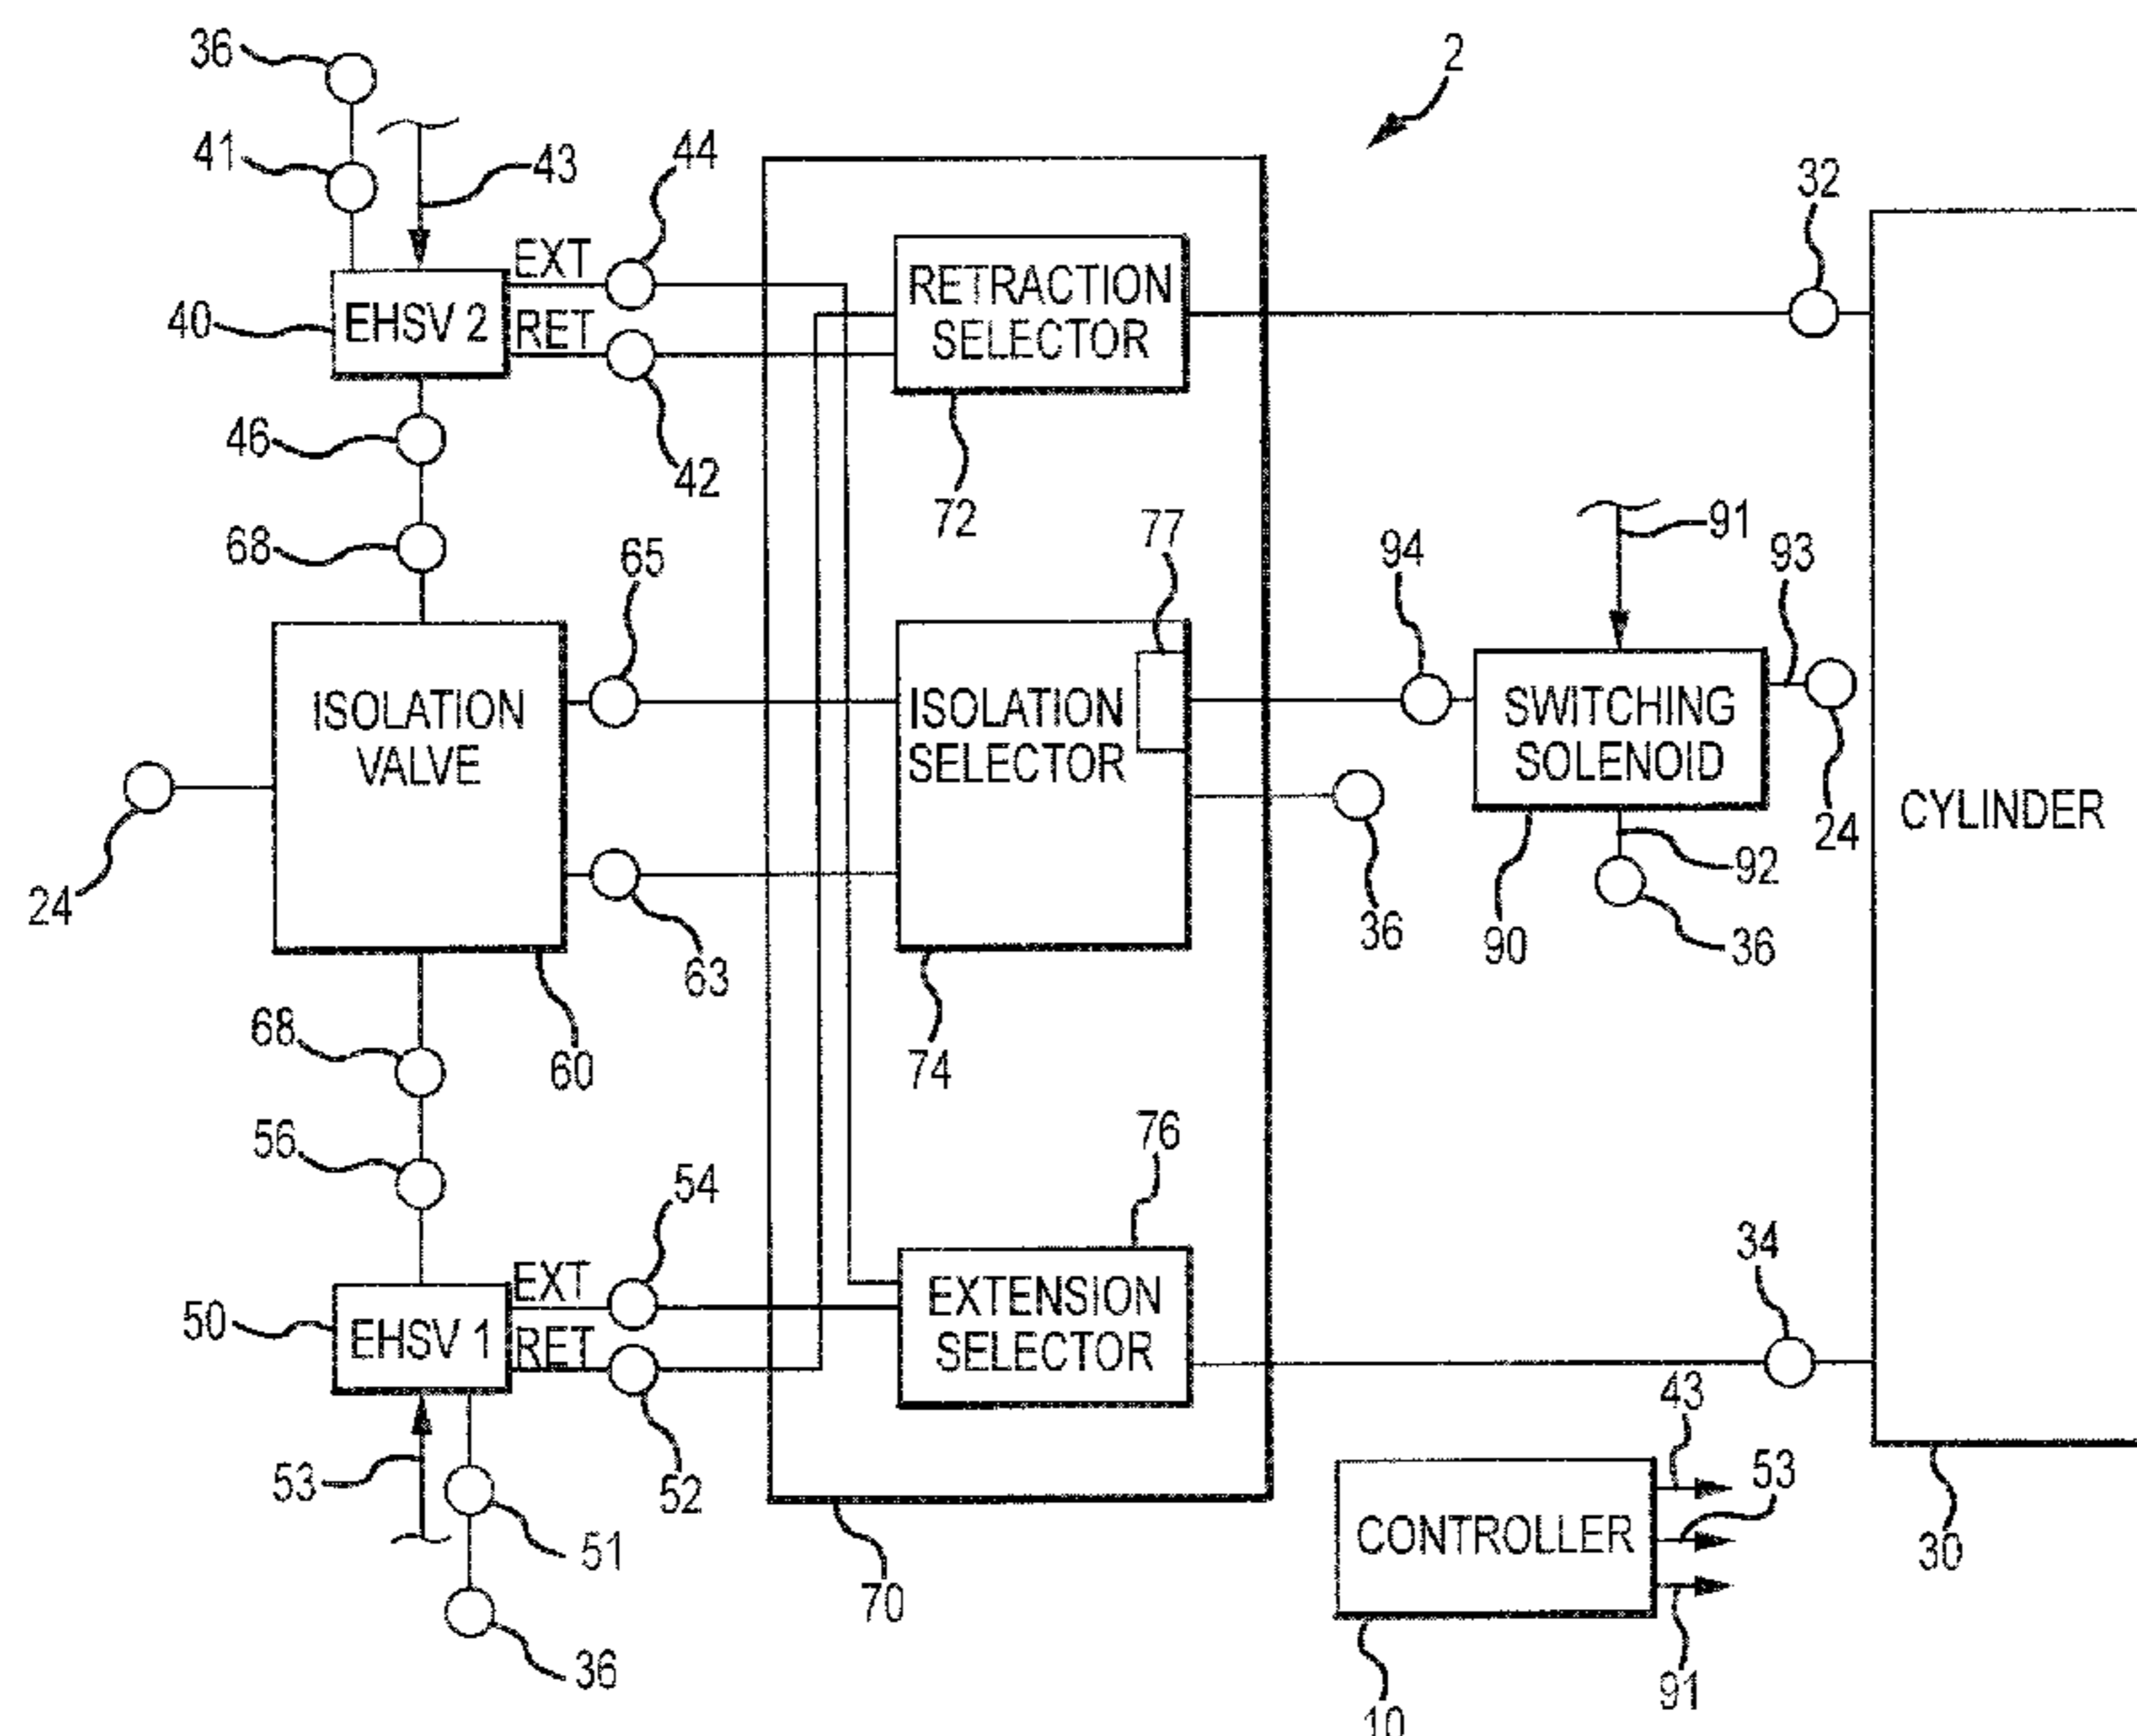 36
2
41
43
44
32
EXT
40
EHSV 2
RET
RETRACTION
SELECTOR
46
42
72
77
91
68
65
94
93
ISOLATION
VALVE
ISOLATION
SELECTOR
SWITCHING
SOLENOID
CYLINDER
24
63
36
90
92
36
24
68
60
74
56
54
76
34
EXT
50
EHSV 1
RET
EXTENSION
SELECTOR
43
53
52
53
51
CONTROLLER
30
70
36
91
10